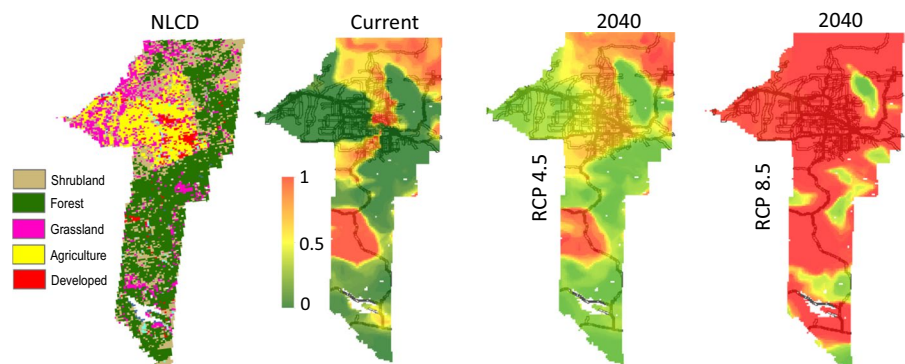 NLCD
Current
2040
2040
Shrubland
Forest
Grassland
Agriculture
Developed
1
0.5
0
RCP 4.5
RCP 8.5